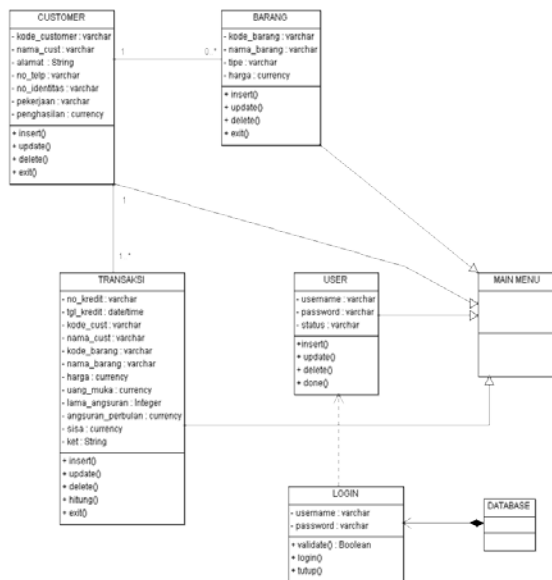 CUSTOMER
- kode_customer : varchar
- nama_cust : varchar
- alamat : String
- no_telp : varchar
- no_identitas : varchar
- pekerjaan : varchar
- penghasilan : currency
+ insert()
+ update()
+ delete()
+ exit()
1
0..*
BARANG
- kode_barang : varchar
- nama_barang : varchar
- tipe : varchar
- harga : currency
+ insert()
+ update()
+ delete()
+ exit()
1
1..*
TRANSAKSI
- no_kredit : varchar
- tgl_kredit : date/time
- kode_cust : varchar
- nama_cust : varchar
- kode_barang : varchar
- nama_barang : varchar
- harga : currency
- uang_muka : currency
- lama_angsuran : Integer
- angsuran_perbulan : currency
- sisa : currency
- ket : String
+ insert()
+ update()
+ delete()
+ hitung()
+ exit()
USER
- username : varchar
- password : varchar
- status : varchar
+insert()
+ update()
+ delete()
+ done()
MAIN MENU
LOGIN
- username : varchar
- password : varchar
+ validate() : Boolean
+ login()
+ tutup()
DATABASE